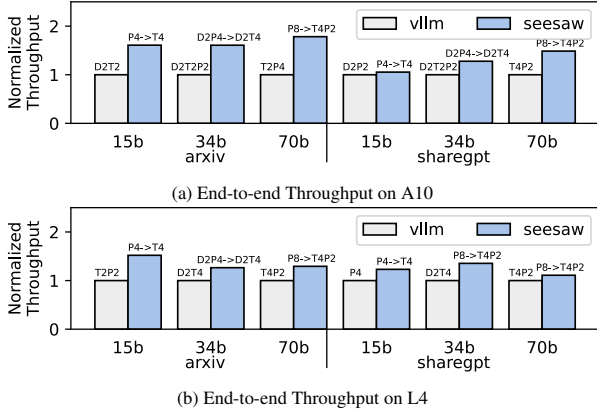 Normalized
Throughput
2
1
0
vllm
seesaw
D2T2
P4->T4
D2T2P2
D2P4->D2T4
T2P4
P8->T4P2
D2P2
P4->T4
D2T2P2
D2P4->D2T4
T4P2
P8->T4P2
15b
34b
70b
15b
34b
70b
arxiv
sharegpt
(a) End-to-end Throughput on A10
Normalized
Throughput
2
1
0
vllm
seesaw
T2P2
P4->T4
D2T4
D2P4->D2T4
T4P2
P8->T4P2
P4
P4->T4
D2T4
P8->T4P2
T4P2
P8->T4P2
15b
34b
70b
15b
34b
70b
arxiv
sharegpt
(b) End-to-end Throughput on L4